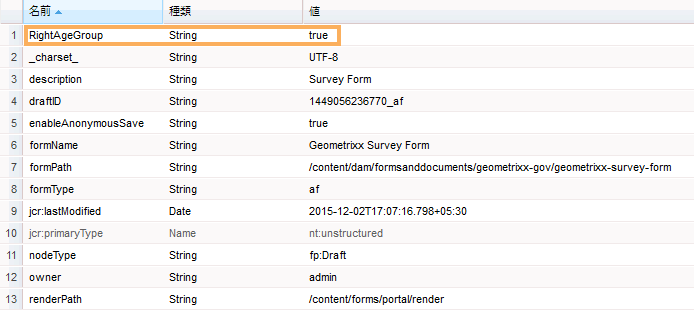 名前 種類 値
1 RightAgeGroup String true
2 _charset_ String UTF-8
3 description String Survey Form
4 draftID String 1449056236770_af
5 enableAnonymousSave String true
6 formName String Geometrixx Survey Form
7 formPath String /content/dam/formsanddocuments/geometrixx-gov/geometrixx-survey-form
8 formType String af
9 jcr:lastModified Date 2015-12-02T17:07:16.798+05:30
10 jcr:primaryType Name nt:unstructured
11 nodeType String fp:Draft
12 owner String admin
13 renderPath String /content/forms/portal/render